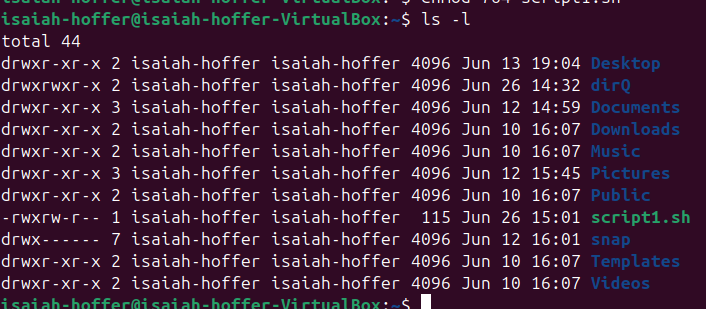 isaiah-hoffer@isaiah-hoffer-VirtualBox:~$ ls -l
total 44
drwxr-xr-x 2 isaiah-hoffer isaiah-hoffer 4096 Jun 13 19:04 Desktop
drwxrwxr-x 2 isaiah-hoffer isaiah-hoffer 4096 Jun 26 14:32 dirQ
drwxr-xr-x 3 isaiah-hoffer isaiah-hoffer 4096 Jun 12 14:59 Documents
drwxr-xr-x 2 isaiah-hoffer isaiah-hoffer 4096 Jun 10 16:07 Downloads
drwxr-xr-x 2 isaiah-hoffer isaiah-hoffer 4096 Jun 10 16:07 Music
drwxr-xr-x 3 isaiah-hoffer isaiah-hoffer 4096 Jun 12 15:45 Pictures
drwxr-xr-x 2 isaiah-hoffer isaiah-hoffer 4096 Jun 10 16:07 Public
-rwxrw-r-- 1 isaiah-hoffer isaiah-hoffer  115 Jun 26 15:01 script1.sh
drwx------ 7 isaiah-hoffer isaiah-hoffer 4096 Jun 12 16:01 snap
drwxr-xr-x 2 isaiah-hoffer isaiah-hoffer 4096 Jun 10 16:07 Templates
drwxr-xr-x 2 isaiah-hoffer isaiah-hoffer 4096 Jun 10 16:07 Videos
isaiah-hoffer@isaiah-hoffer-VirtualBox:~$